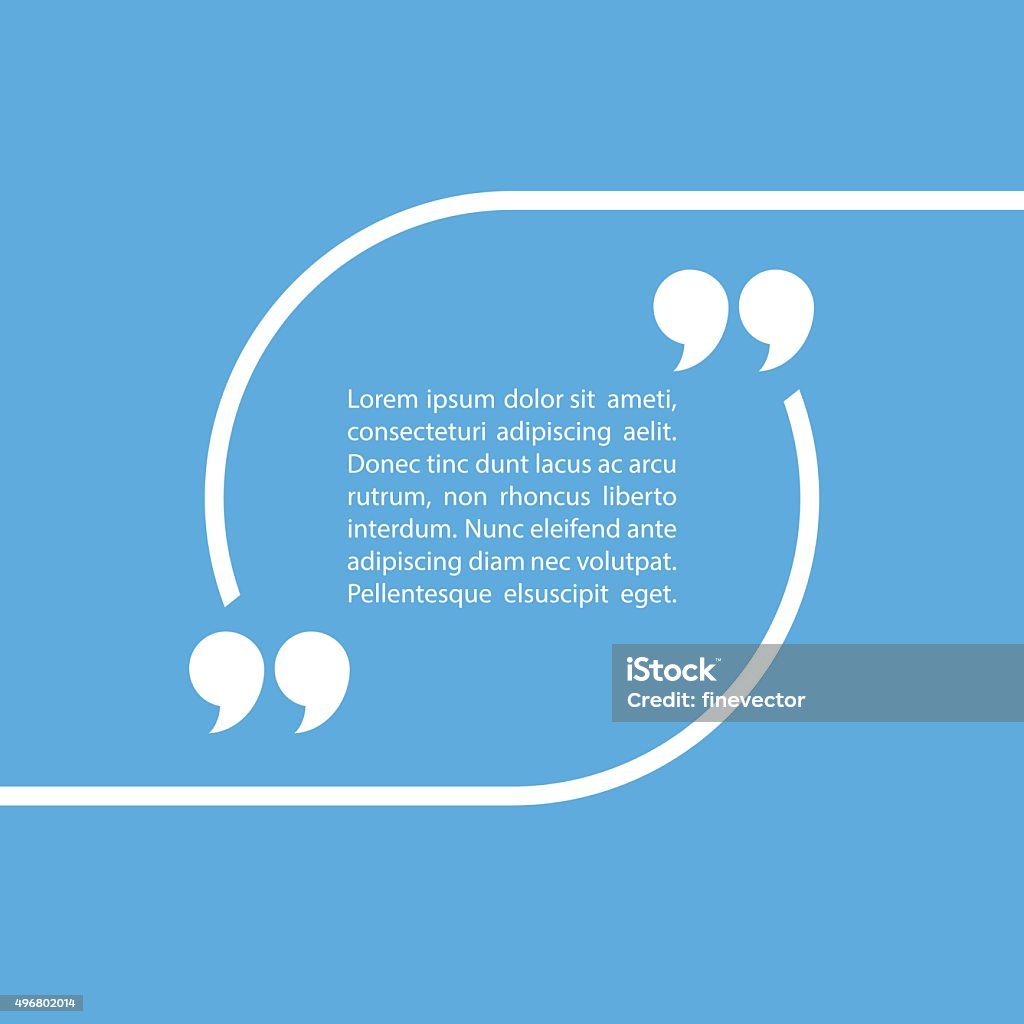 Lorem ipsum dolor sit ameti,
consecteturi adipiscing aelit.
Donec tinc dunt lacus ac arcu
rutrum, non rhoncus liberto
interdum. Nunc eleifend ante
adipiscing diam nec volutpat.
Pellentesque elsuscipit eget.
iStock™
Credit: finevector
496802014